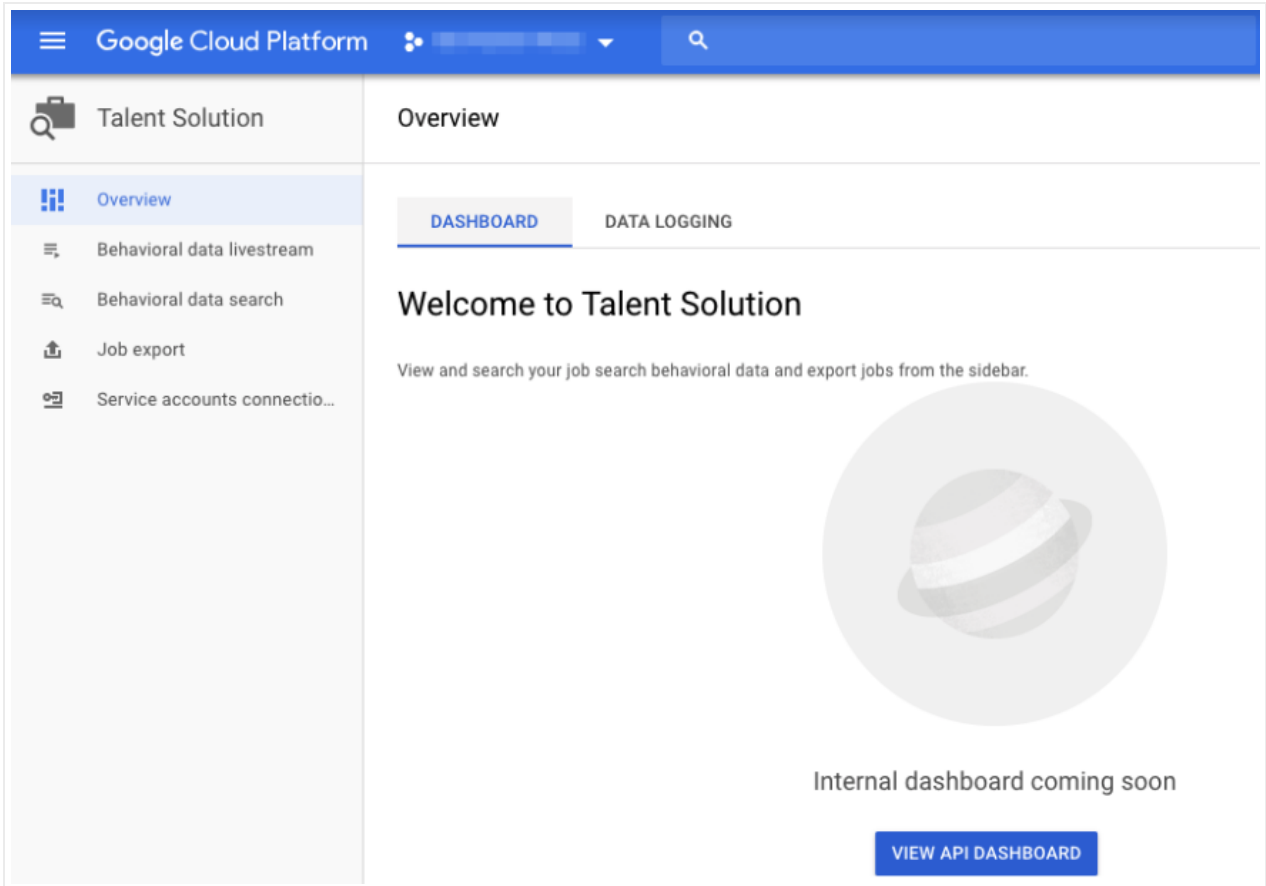 Google Cloud Platform
Talent Solution
Overview
Overview
Behavioral data livestream
Behavioral data search
Job export
Service accounts connectio...
DASHBOARD DATA LOGGING
Welcome to Talent Solution
View and search your job search behavioral data and export jobs from the sidebar.
Internal dashboard coming soon
VIEW API DASHBOARD